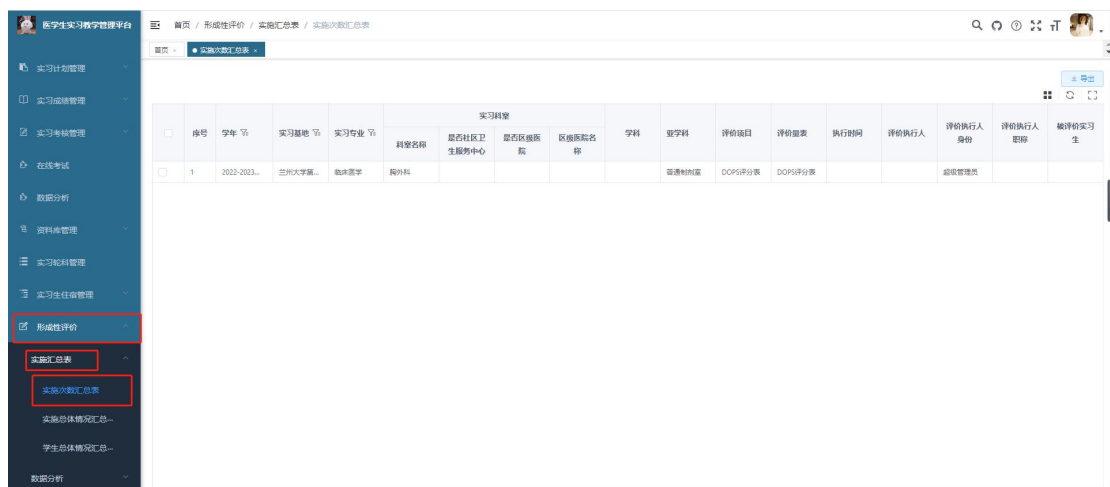 医学生实习教学管理平台
首页 / 形成性评价 / 实施汇总表 / 实施次数汇总表
首页 ×
● 实施次数汇总表 ×
实习计划管理
实习成绩管理
实习考核管理
在线考试
数据分析
资料库管理
实习轮科管理
实习生住宿管理
形成性评价
实施汇总表
实施次数汇总表
实施总体情况汇总...
学生总体情况汇总...
数据分析
导出
序号 学年 实习基地 实习专业 实习科室 学科 亚学科 评价项目 评价量表 执行时间 评价执行人 评价执行人身份 评价执行人职称 被评价实习生
科室名称 是否社区卫生服务中心 是否区级医院 区级医院名称
1 2022-2023... 兰州大学第... 临床医学 胸外科 普通制剂室 DOPS评分表 DOPS评分表 超级管理员